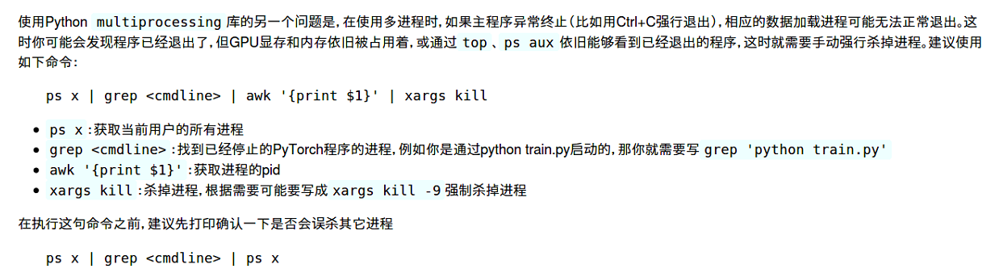 使用Python multiprocessing 库的另一个问题是,在使用多进程时,如果主程序异常终止(比如用Ctrl+C强行退出),相应的数据加载进程可能无法正常退出。这
时你可能会发现程序已经退出了,但GPU显存和内存依旧被占用着,或通过 top 、ps aux 依旧能够看到已经退出的程序,这时就需要手动强行杀掉进程。建议使用
如下命令:
ps x | grep <cmdline> | awk '{print $1}' | xargs kill
• ps x :获取当前用户的所有进程
• grep <cmdline> :找到已经停止的PyTorch程序的进程,例如你是通过python train.py启动的,那你就需要写 grep 'python train.py'
• awk '{print $1}' :获取进程的pid
• xargs kill :杀掉进程,根据需要可能要写成 xargs kill -9 强制杀掉进程
在执行这句命令之前,建议先打印确认一下是否会误杀其它进程
ps x | grep <cmdline> | ps x